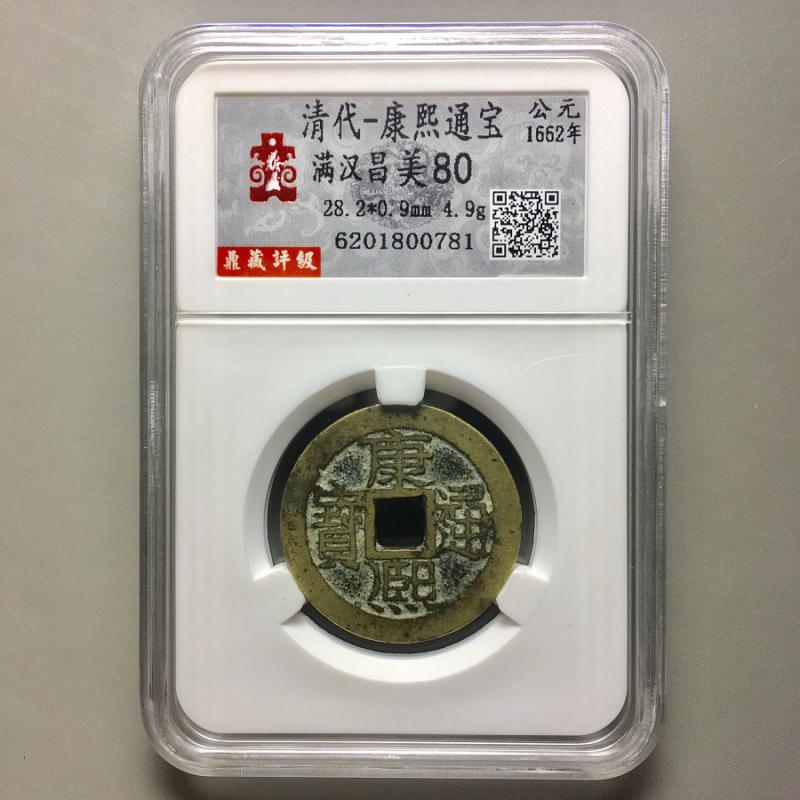 清代-康熙通宝
公元
1662年
满汉昌 美80
28.2*0.9mm 4.9g
6201800781
鼎藏評級
康熙通寶